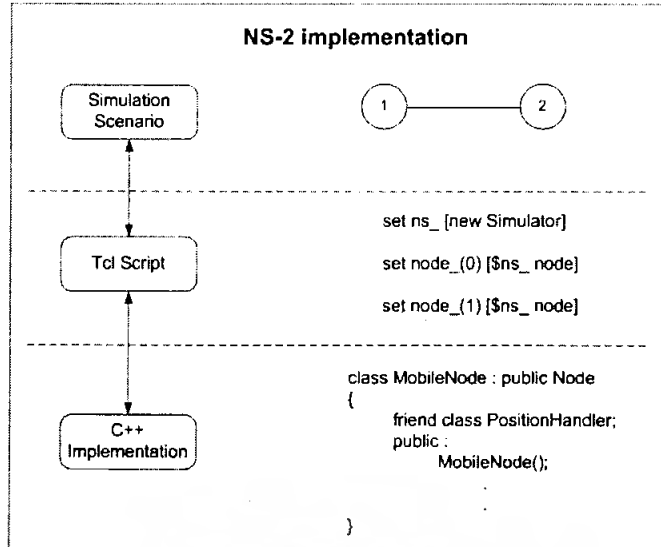 NS-2 implementation
Simulation
Scenario
1
2
Tcl Script
set ns_ [new Simulator]
set node_(0) [$ns_ node]
set node_(1) [$ns_ node]
C++
Implementation
class MobileNode : public Node
{
friend class PositionHandler;
public :
MobileNode();
.
.
}